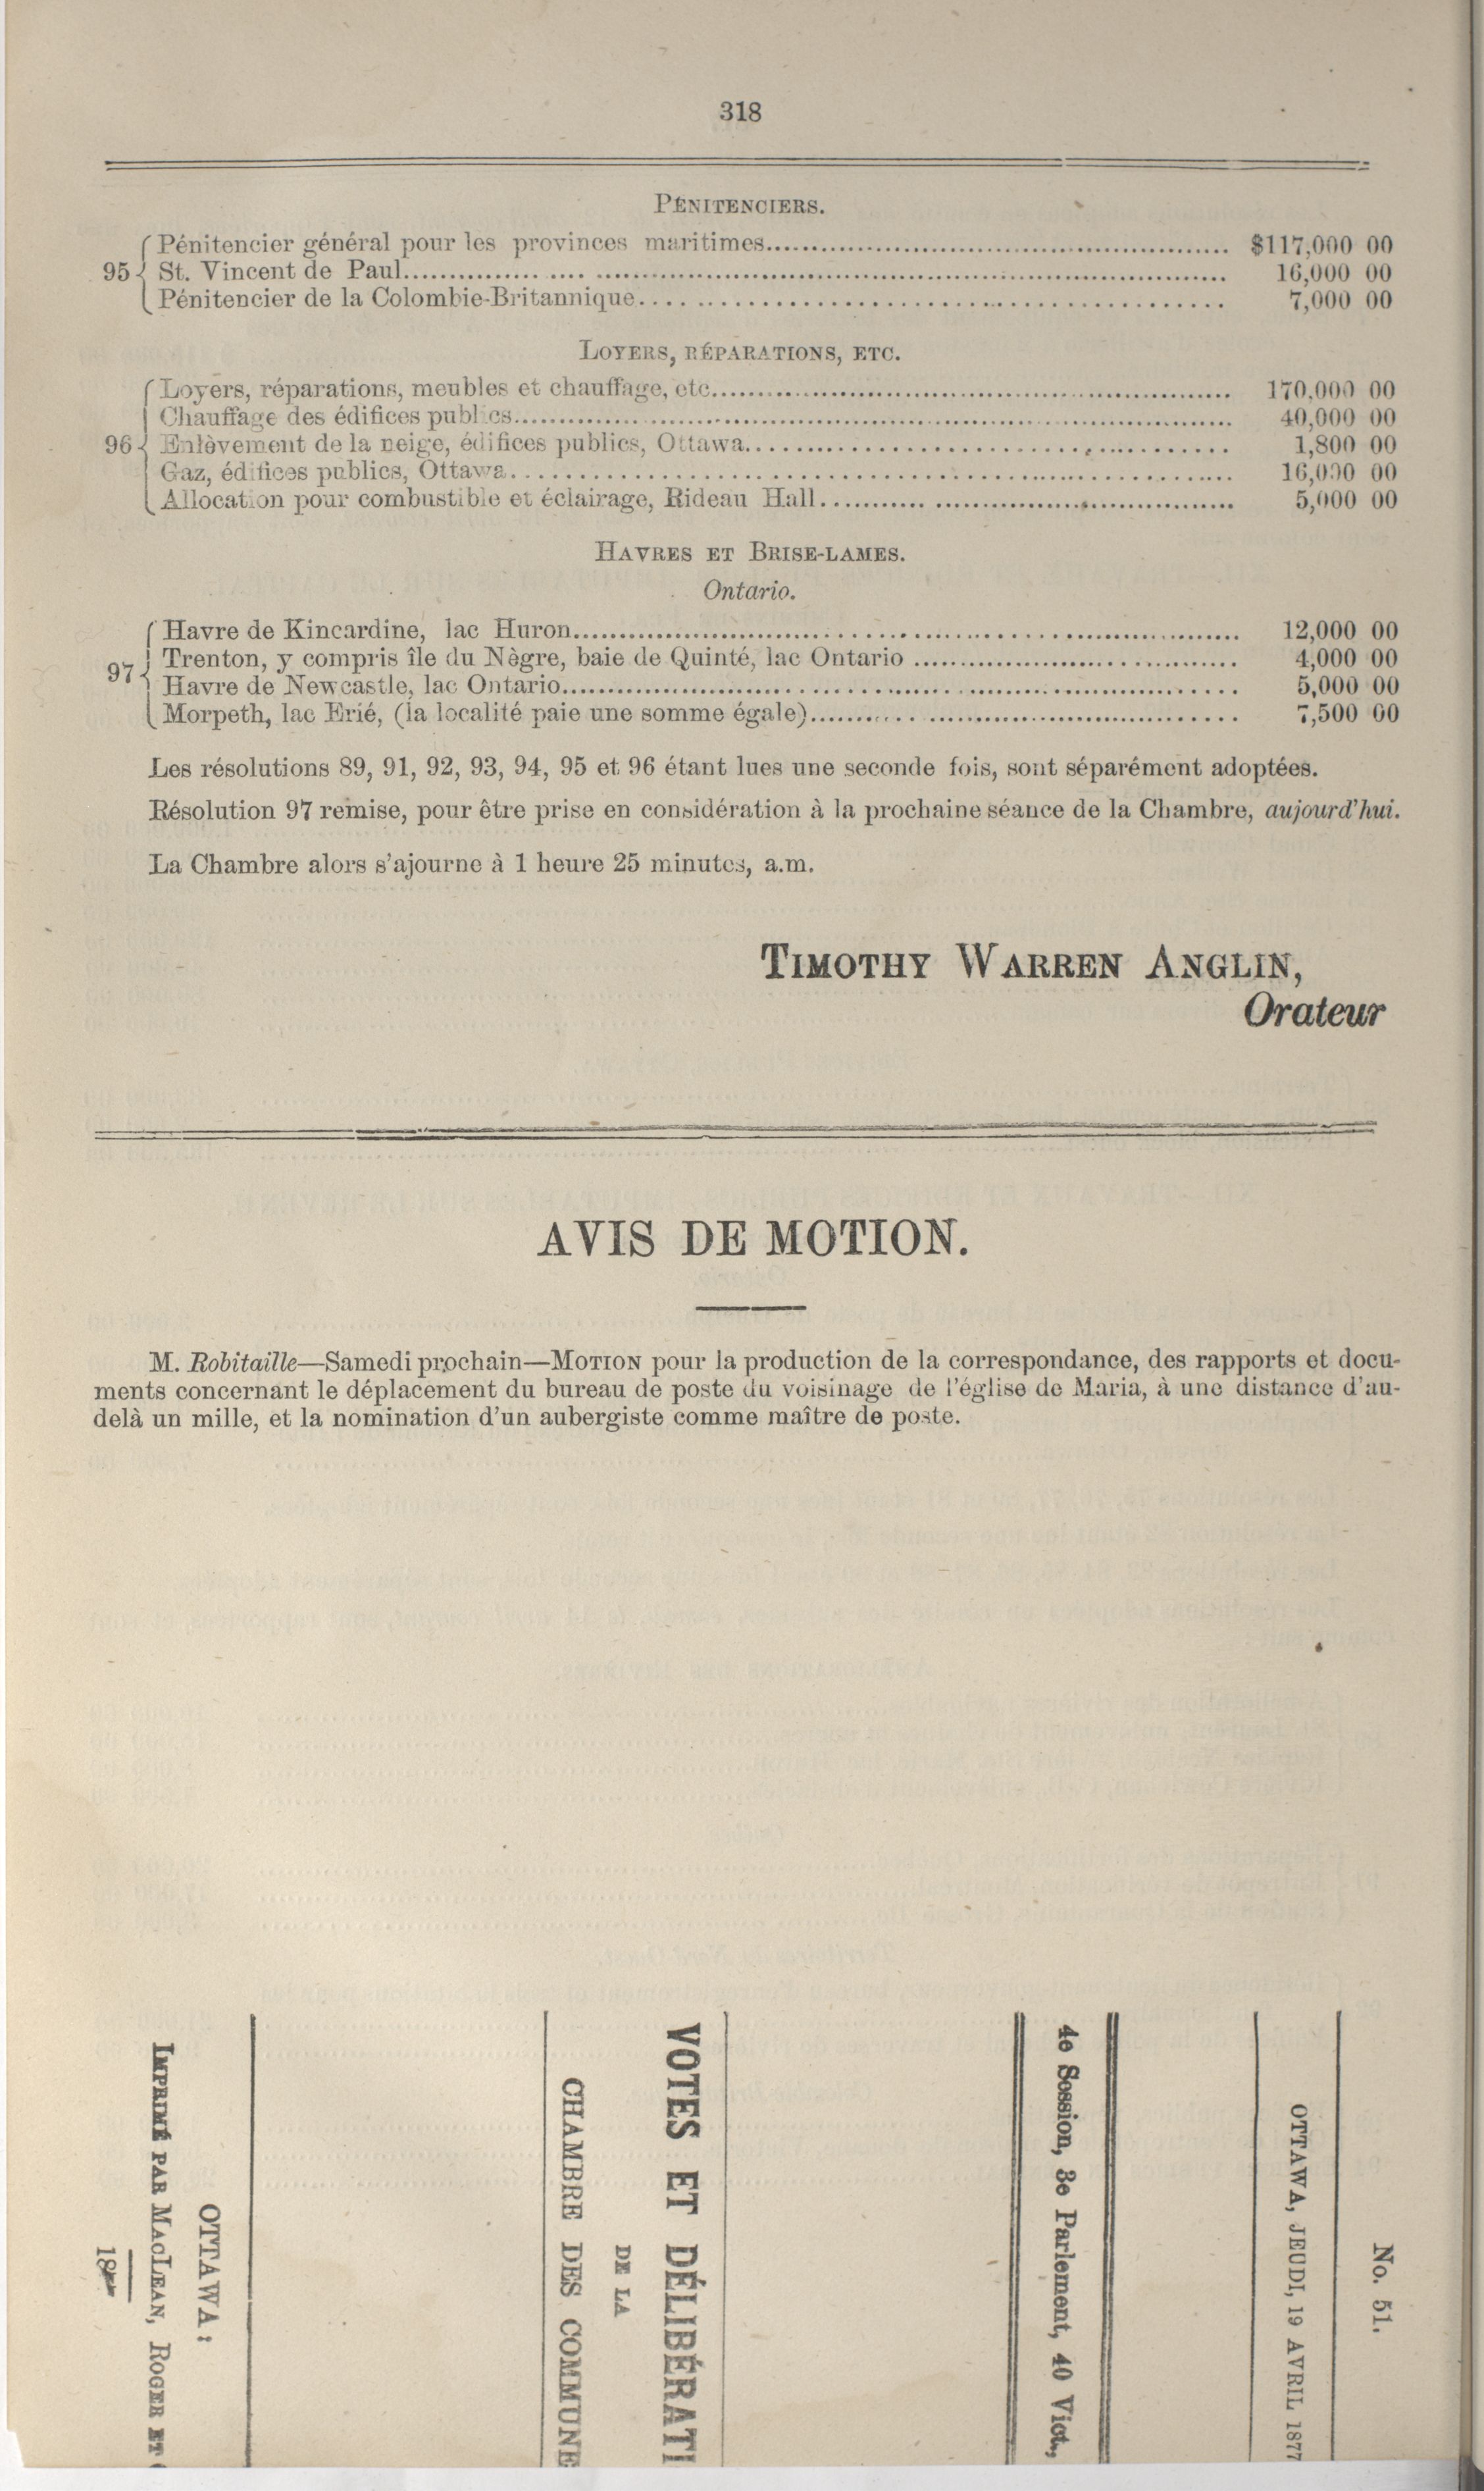 318
PÉNITENCIERS.
Pénitencier général pour les provinces maritimes........ $117,000 00
95 St. Vincent de Paul........ 16,000 00
Pénitencier de la Colombie-Britannique........ 7,000 00
LOYERS, RÉPARATIONS, ETC.
Loyers, réparations, meubles et chauffage, etc........ 170,000 00
Chauffage des édifices publics........ 40,000 00
96 Enlèvement de la neige, édifices publics, Ottawa........ 1,800 00
Gaz, édifices publics, Ottawa........ 16,000 00
Allocation pour combustible et éclairage, Rideau Hall........ 5,000 00
HAVRES ET BRISE-LAMES.
Ontario.
Havre de Kincardine, lac Huron........ 12,000 00
97 Trenton, y compris île du Nègre, baie de Quinté, lac Ontario........ 4,000 00
Havre de Newcastle, lac Ontario........ 5,000 00
Morpeth, lac Erié, (la localité paie une somme égale)........ 7,500 00
Les résolutions 89, 91, 92, 93, 94, 95 et 96 étant lues une seconde fois, sont séparément adoptées.
Résolution 97 remise, pour être prise en considération à la prochaine séance de la Chambre, aujourd'hui.
La Chambre alors s'ajourne à 1 heure 25 minutes, a.m.
TIMOTHY WARREN ANGLIN,
Orateur
AVIS DE MOTION.
M. Robitaille—Samedi prochain—MOTION pour la production de la correspondance, des rapports et docu-
ments concernant le déplacement du bureau de poste du voisinage de l'église de Maria, à une distance d'au-
delà un mille, et la nomination d'un aubergiste comme maître de poste.
No. 51.
OTTAWA, JEUDI, 19 AVRIL 1877
4e Session, 3e Parlement, 40 Vict.,
VOTES ET DÉLIBÉRATI
DE LA
CHAMBRE DES COMMUNE
OTTAWA:
IMPRIMÉ PAR MACLEAN, ROGER ET